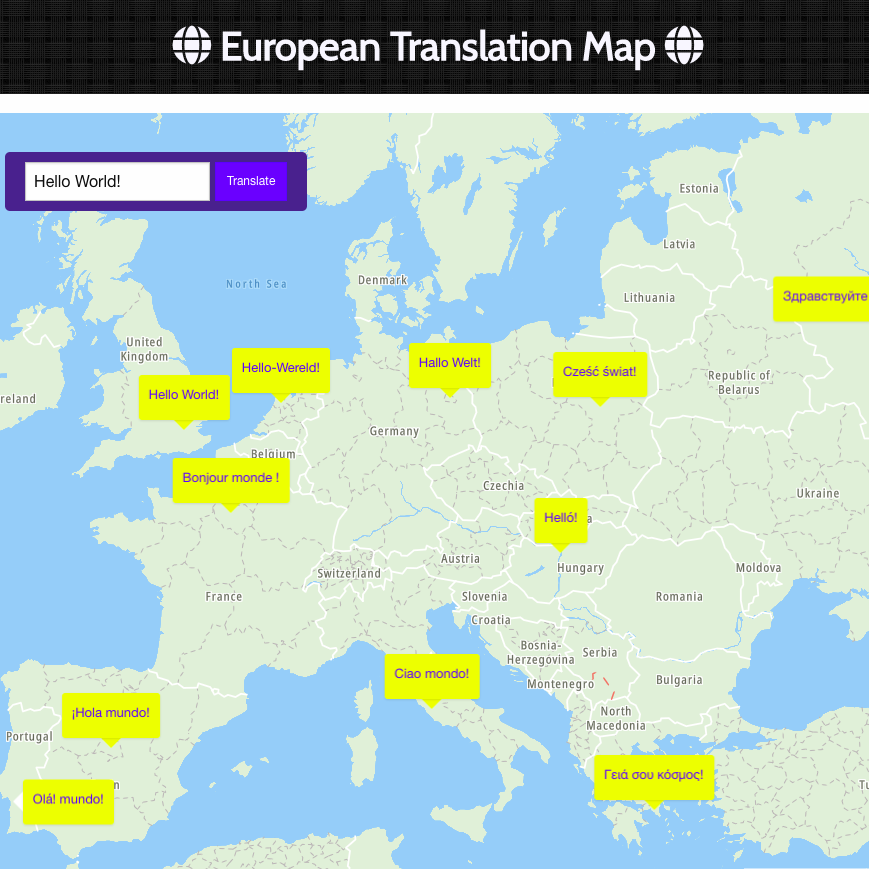 European Translation Map
Hello World!
Translate
Estonia
Latvia
North Sea
Denmark
Lithuania
Здравствуйте
United
Kingdom
Hello-Wereld!
Hallo Welt!
Cześć świat!
Republic of
Belarus
reland
Hello World!
Germany
Belgium
Bonjour monde !
Czechia
Ukraine
Helló!
a
Austria
Switzerland
Hungary
Moldova
France
Slovenia
Romania
Croatia
Bosnia-
Herzegovina
Serbia
Ciao mondo!
Montenegro
Bulgaria
¡Hola mundo!
North
Macedonia
Portugal
Γειά σου κόσμος!
n
Tu
Olá! mundo!